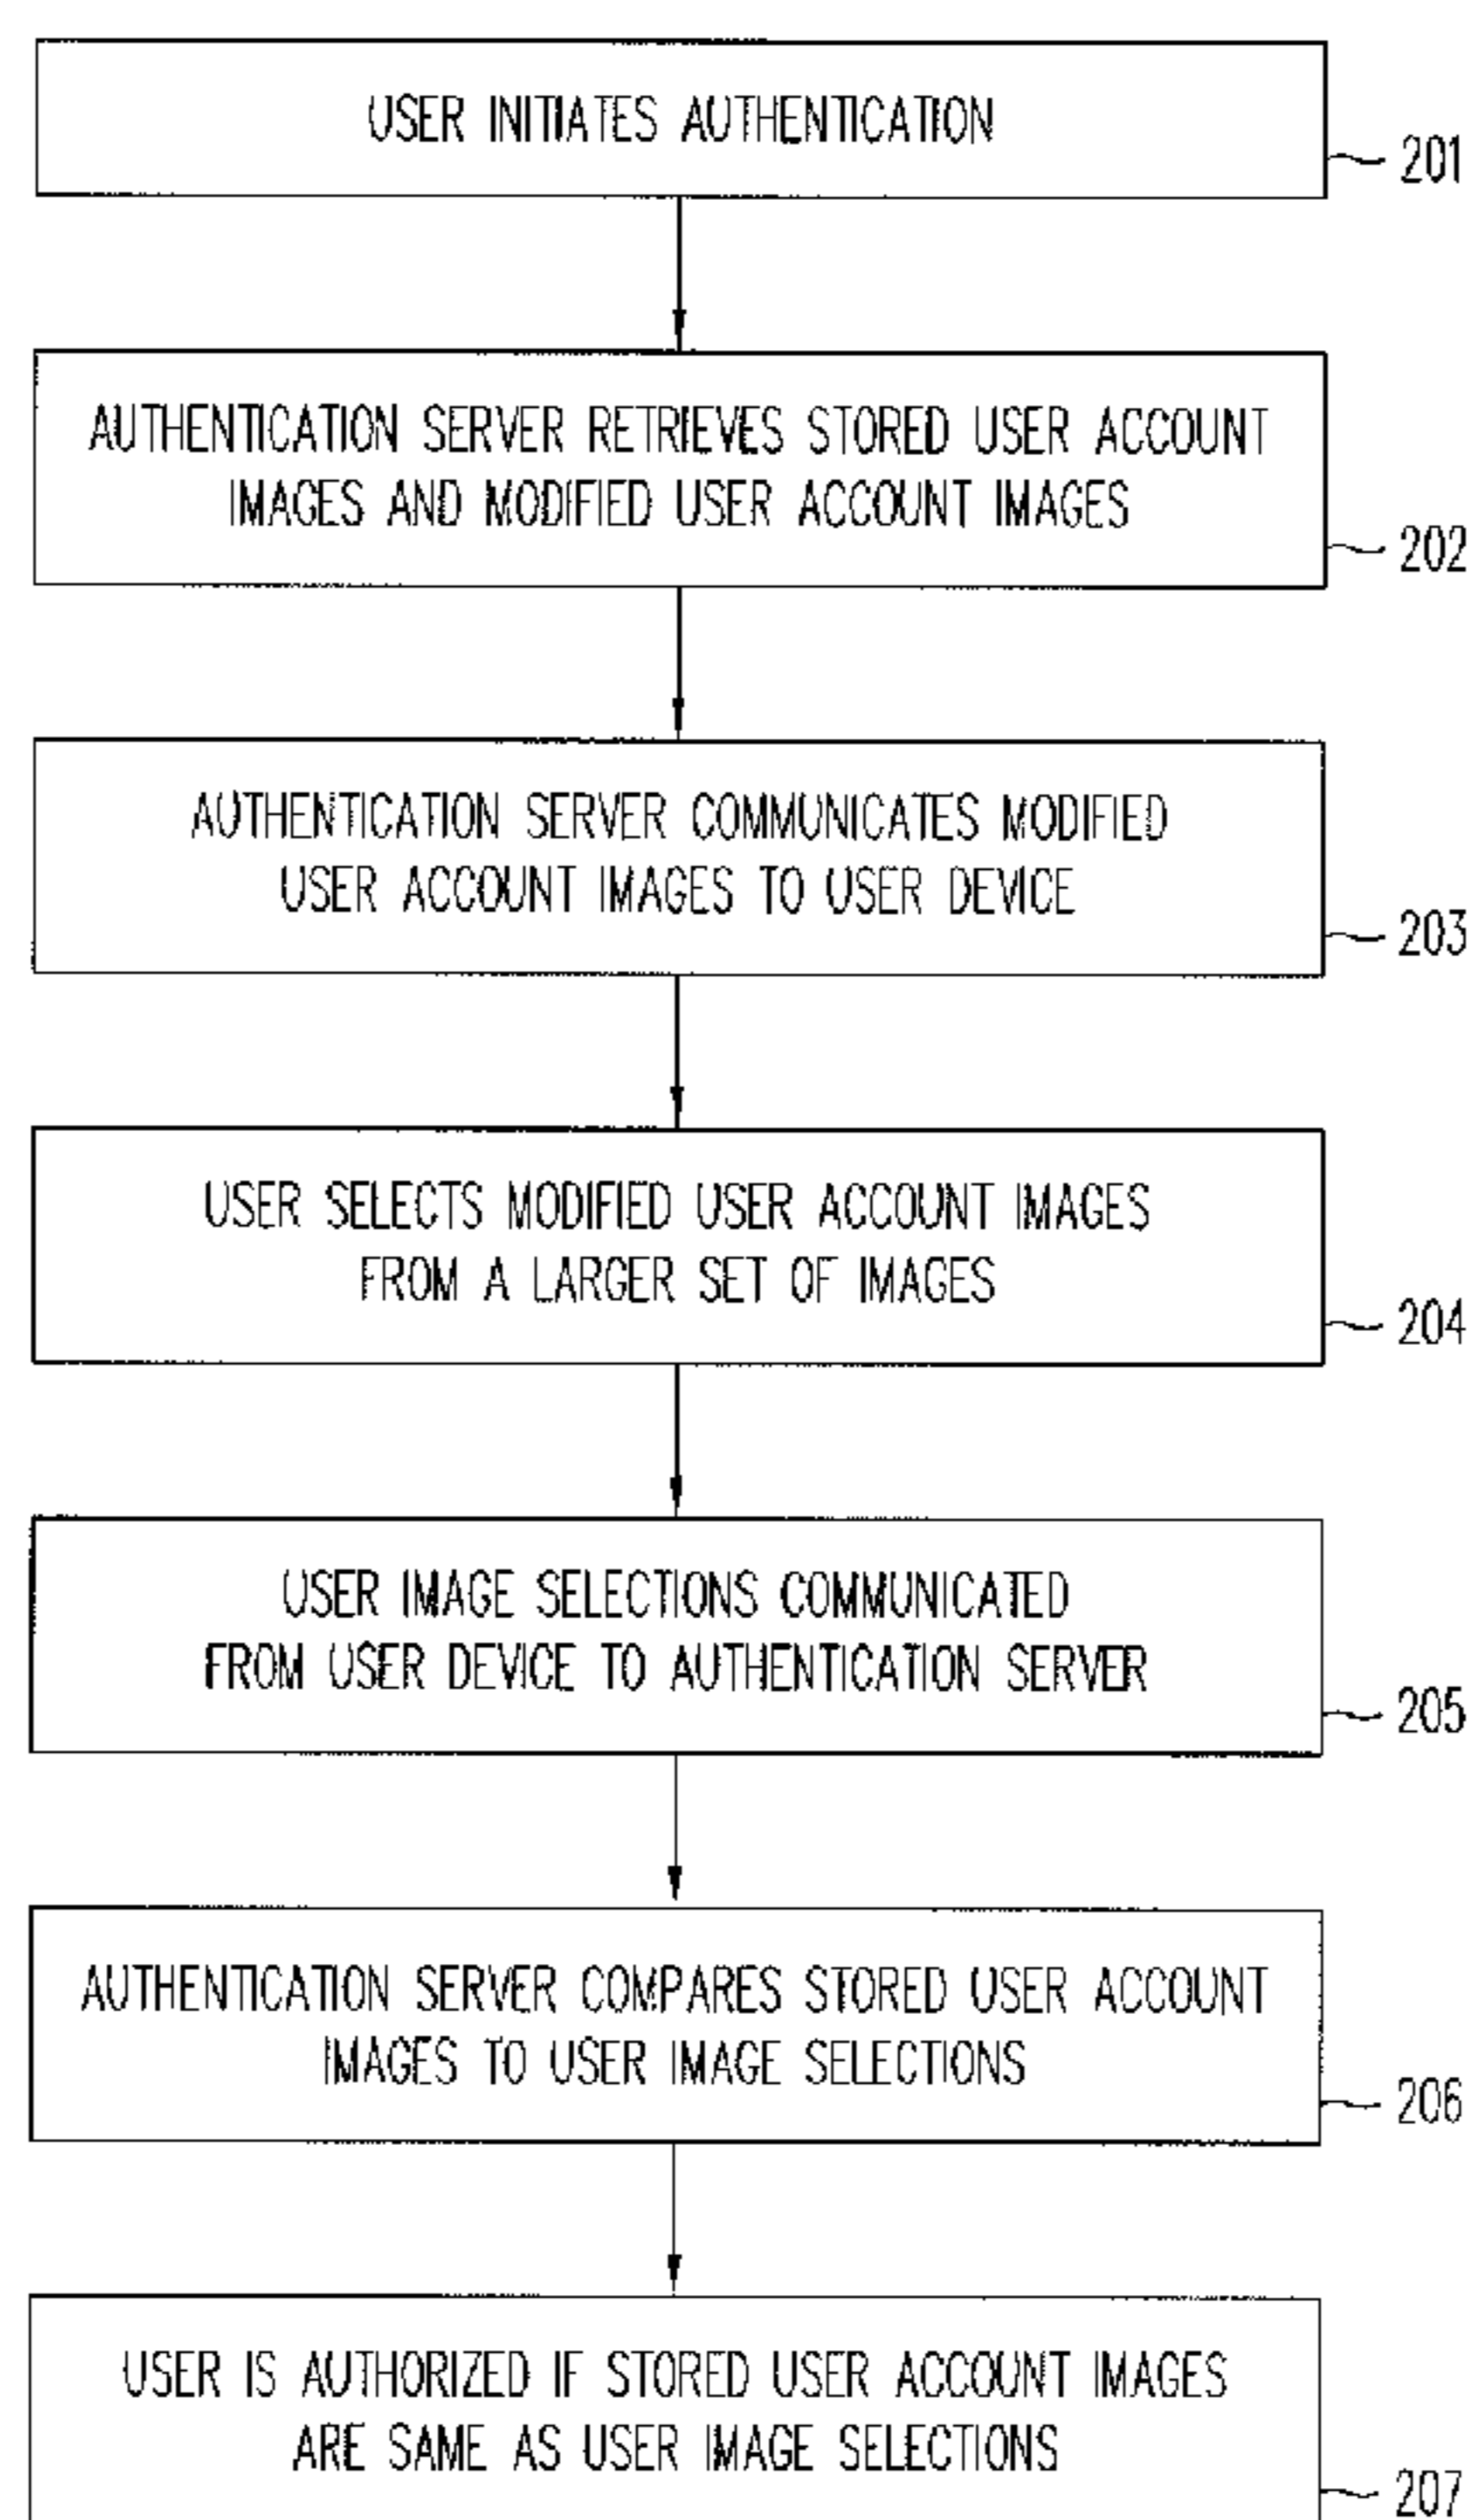 USER INITIATES AUTHENTICATION
201
AUTHENTICATION SERVER RETRIEVES STORED USER ACCOUNT
IMAGES AND MODIFIED USER ACCOUNT IMAGES
202
AUTHENTICATION SERVER COMMUNICATES MODIFIED
USER ACCOUNT IMAGES TO USER DEVICE
203
USER SELECTS MODIFIED USER ACCOUNT IMAGES
FROM A LARGER SET OF IMAGES
204
USER IMAGE SELECTIONS COMMUNICATED
FROM USER DEVICE TO AUTHENTICATION SERVER
205
AUTHENTICATION SERVER COMPARES STORED USER ACCOUNT
IMAGES TO USER IMAGE SELECTIONS
206
USER IS AUTHORIZED IF STORED USER ACCOUNT IMAGES
ARE SAME AS USER IMAGE SELECTIONS
207